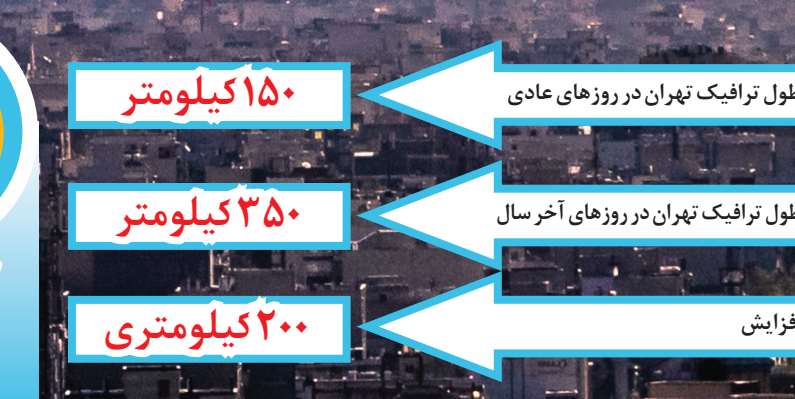 طول ترافیک تهران در روزهای عادی
۱۵۰ کیلومتر
طول ترافیک تهران در روزهای آخر سال
۳۵۰ کیلومتر
افزایش
۲۰۰ کیلومتری